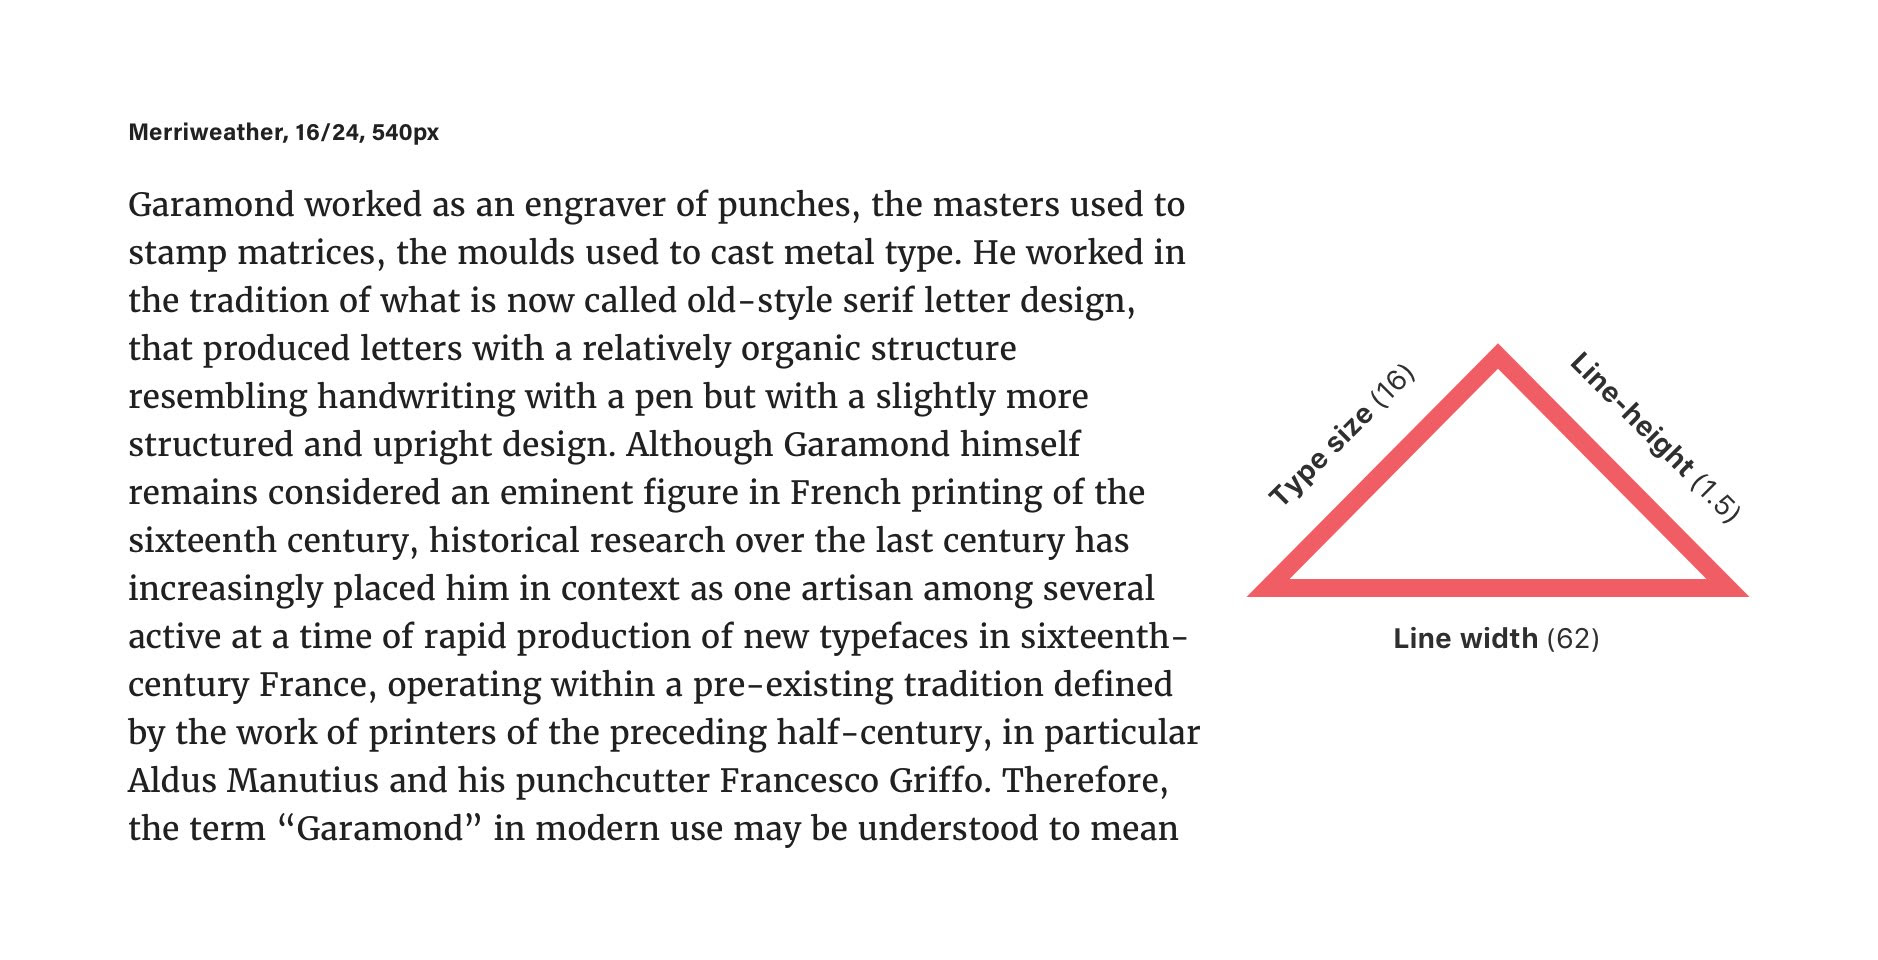 Merriweather, 16/24, 540px
Garamond worked as an engraver of punches, the masters used to
stamp matrices, the moulds used to cast metal type. He worked in
the tradition of what is now called old-style serif letter design,
that produced letters with a relatively organic structure
resembling handwriting with a pen but with a slightly more
structured and upright design. Although Garamond himself
remains considered an eminent figure in French printing of the
sixteenth century, historical research over the last century has
increasingly placed him in context as one artisan among several
active at a time of rapid production of new typefaces in sixteenth-
century France, operating within a pre-existing tradition defined
by the work of printers of the preceding half-century, in particular
Aldus Manutius and his punchcutter Francesco Griffo. Therefore,
the term “Garamond” in modern use may be understood to mean
Type size (16)
Line-height (1.5)
Line width (62)